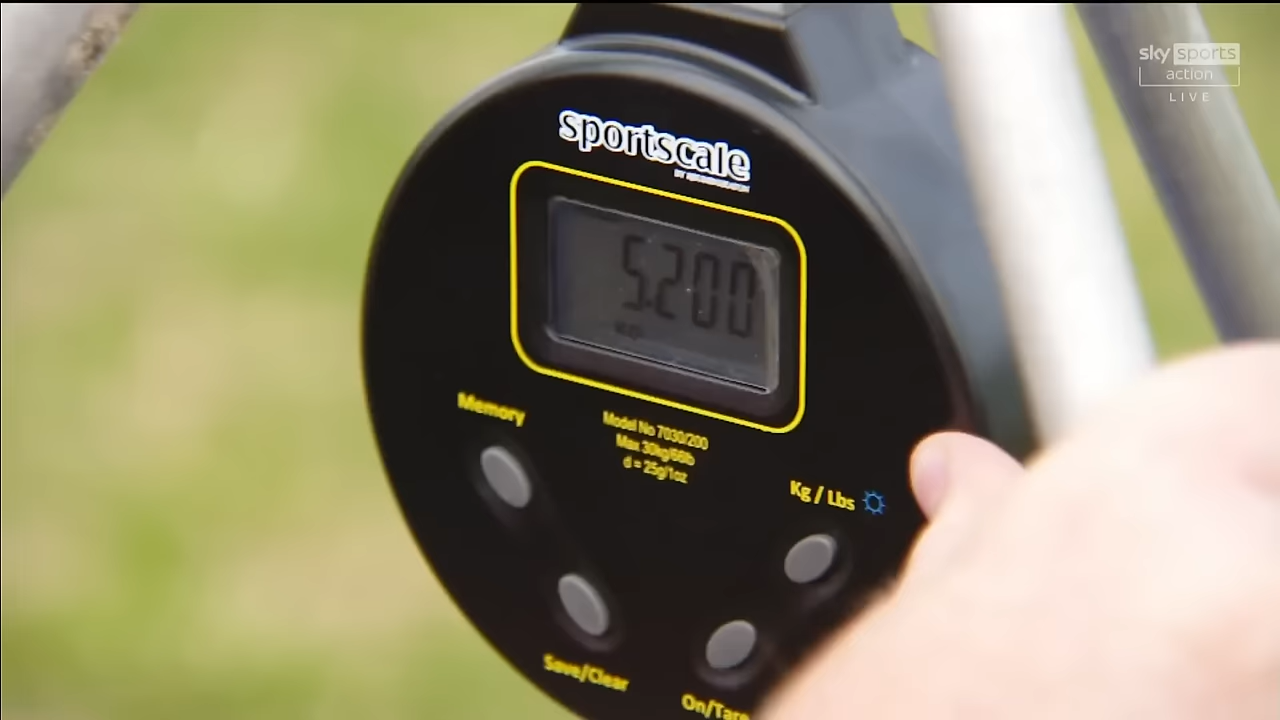 sky sports
action
LIVE
sportscale
5.200
kg
Memory
Model No 7030/200
Max 30kg/66lb
d = 25g/1oz
Kg / Lbs
Save/Clear
On/Tare